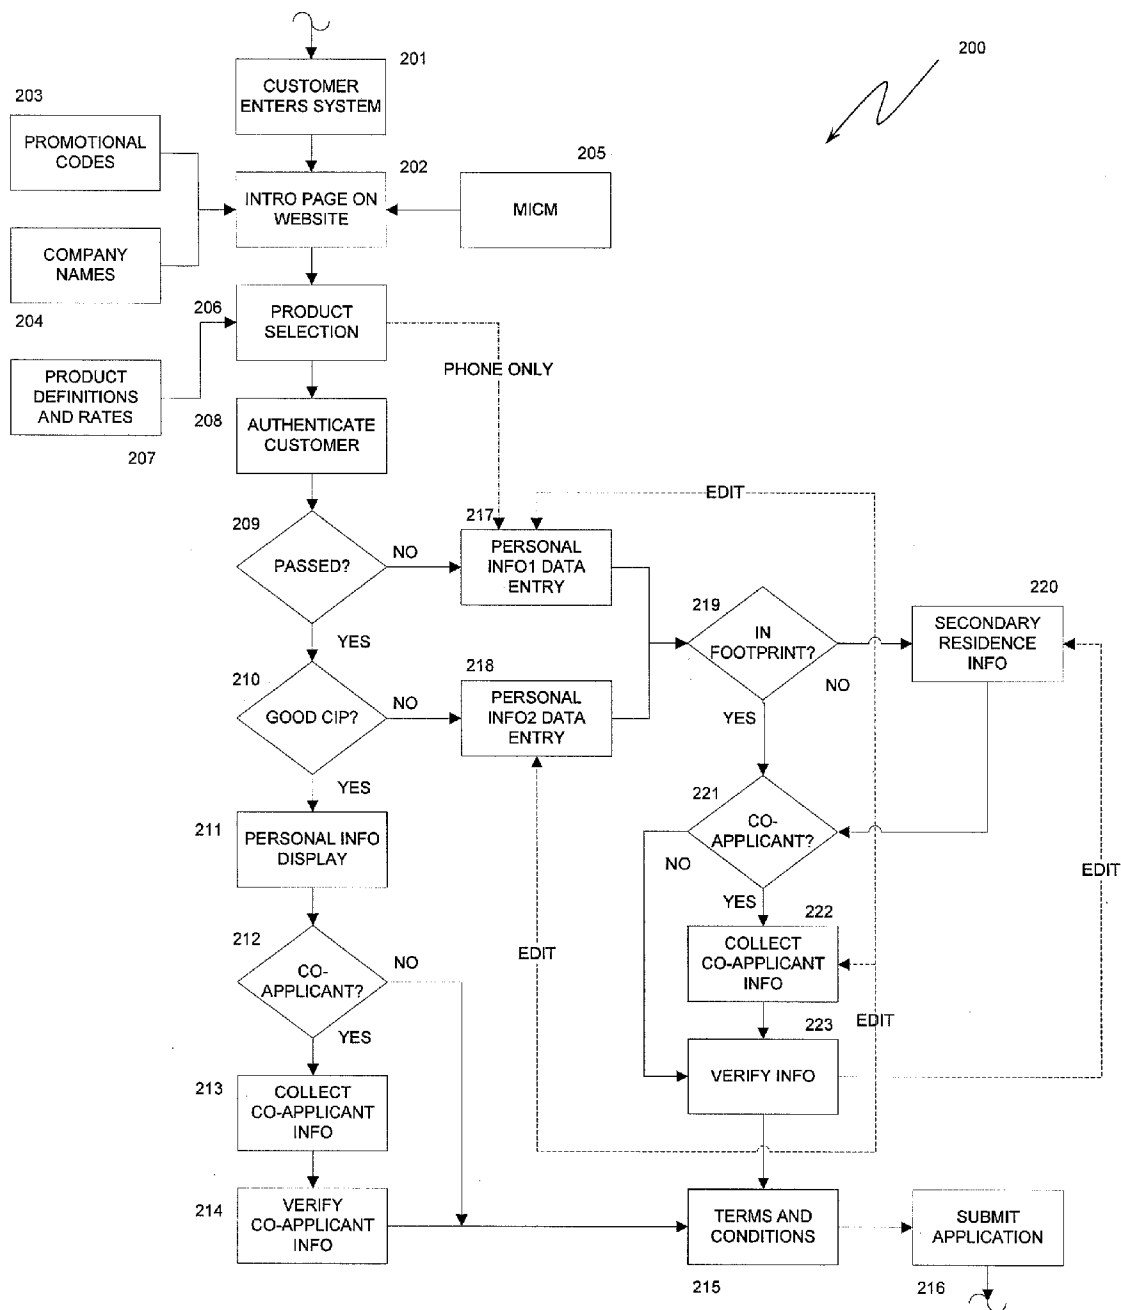 200
201
CUSTOMER
ENTERS SYSTEM
203
PROMOTIONAL
CODES
202
INTRO PAGE ON
WEBSITE
205
MICM
COMPANY
NAMES
204
206
PRODUCT
SELECTION
PHONE ONLY
PRODUCT
DEFINITIONS
AND RATES
207
208
AUTHENTICATE
CUSTOMER
209
PASSED?
NO
YES
217
PERSONAL
INFO1 DATA
ENTRY
EDIT
219
IN
FOOTPRINT?
NO
YES
220
SECONDARY
RESIDENCE
INFO
210
GOOD CIP?
NO
YES
218
PERSONAL
INFO2 DATA
ENTRY
221
CO-
APPLICANT?
NO
YES
EDIT
211
PERSONAL INFO
DISPLAY
222
COLLECT
CO-APPLICANT
INFO
EDIT
EDIT
212
CO-
APPLICANT?
NO
YES
223
VERIFY INFO
213
COLLECT
CO-APPLICANT
INFO
214
VERIFY
CO-APPLICANT
INFO
TERMS AND
CONDITIONS
215
SUBMIT
APPLICATION
216